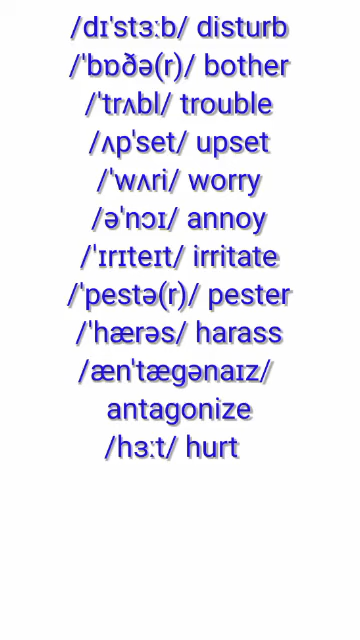 /dɪˈstɜːb/ disturb
/ˈbɒðə(r)/ bother
/ˈtrʌbl/ trouble
/ʌpˈset/ upset
/ˈwʌri/ worry
/əˈnɔɪ/ annoy
/ˈɪrɪteɪt/ irritate
/ˈpestə(r)/ pester
/ˈhærəs/ harass
/ænˈtæɡənaɪz/
antagonize
/hɜːt/ hurt